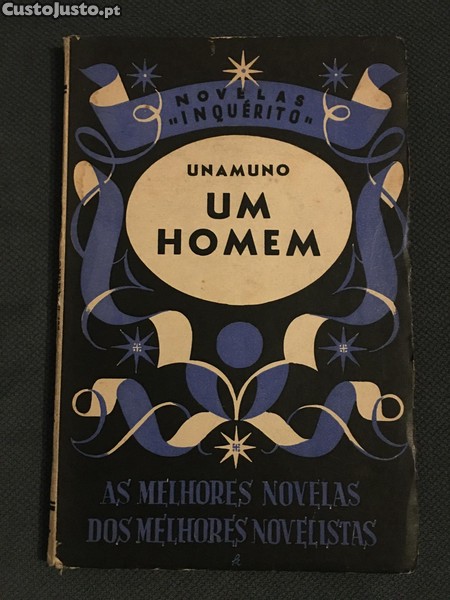 CustoJusto.pt
NOVELAS
"INQUÉRITO"
UNAMUNO
UM
HOMEM
AS MELHORES NOVELAS
DOS MELHORES NOVELISTAS